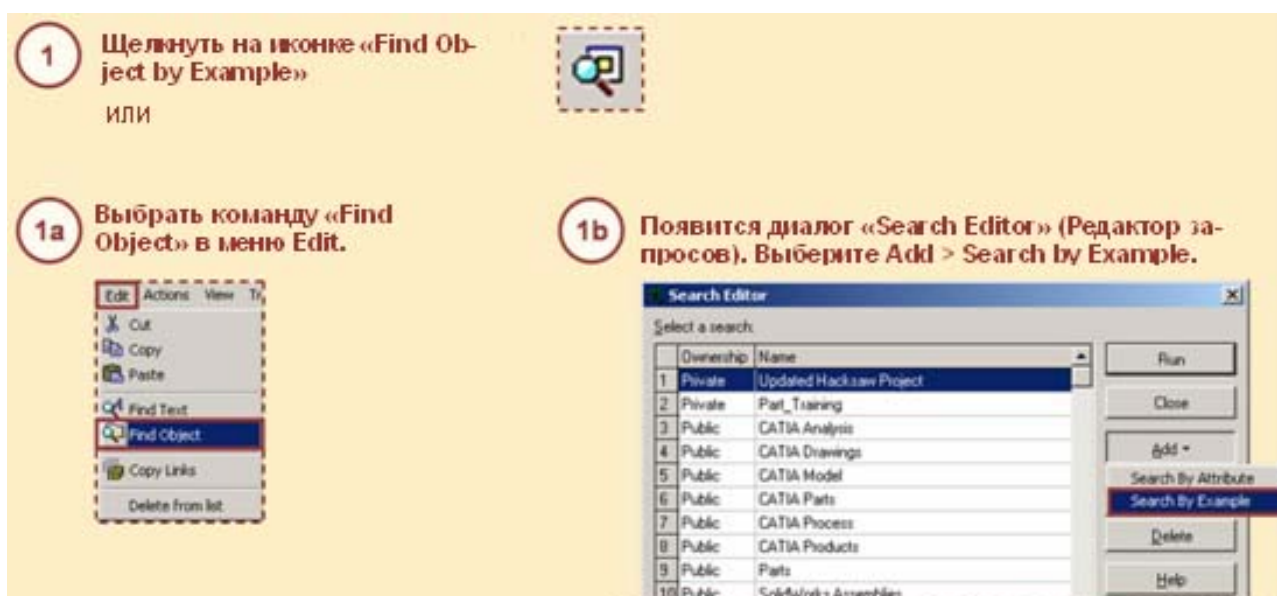 1
Щелкнуть на иконке «Find Ob-
ject by Example»
или
1a
Выбрать команду «Find
Object» в меню Edit.
Edit Actions View Tr
Cut
Copy
Paste
Find Text
Find Object
Copy Links
Delete from list
1b
Появится диалог «Search Editor» (Редактор за-
просов). Выберите Add > Search by Example.
Search Editor
Select a search:
Ownership Name
1 Private Updated Hacksaw Project
2 Private Part_Training
3 Public CATIA Analysis
4 Public CATIA Drawings
5 Public CATIA Model
6 Public CATIA Parts
7 Public CATIA Process
8 Public CATIA Products
9 Public Parts
10 Public SolidWorks Assemblies
Run
Close
Add
Search By Attribute
Search By Example
Delete
Help